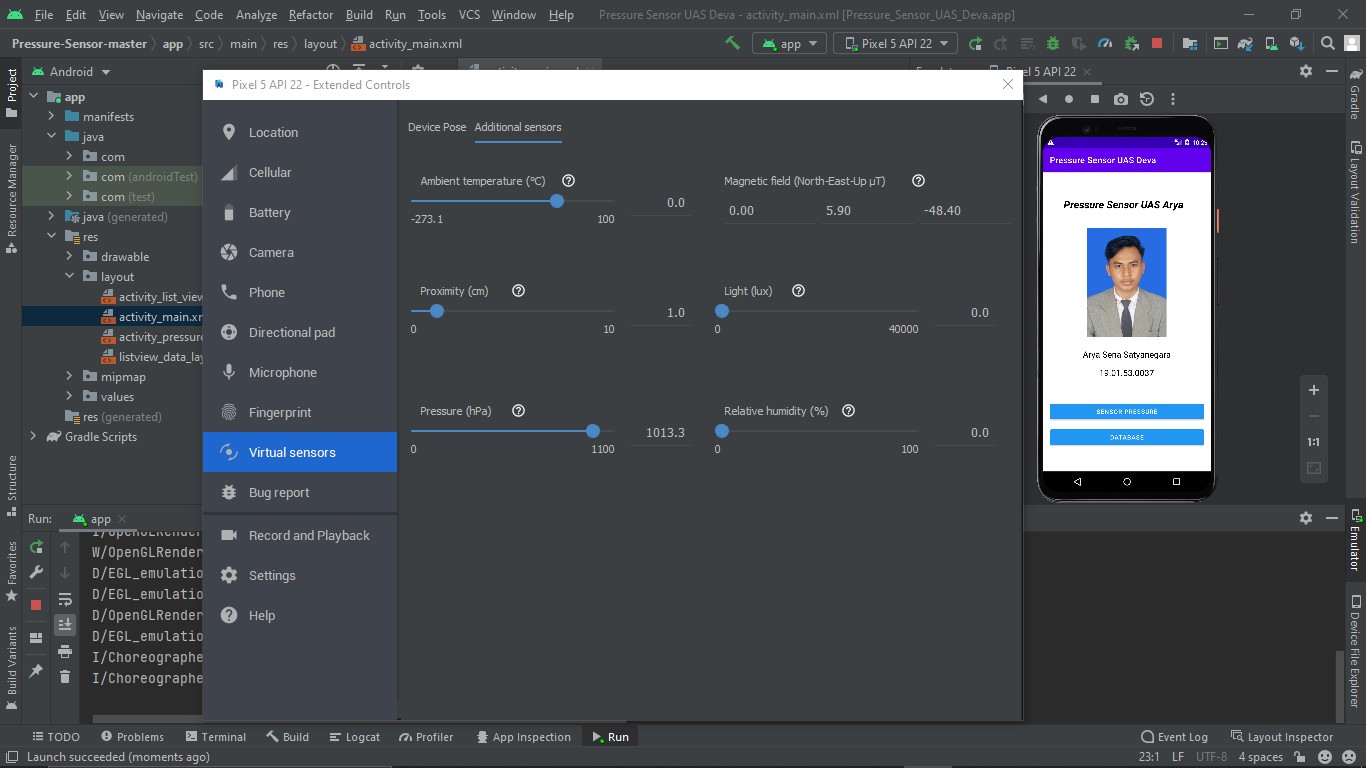 File Edit View Navigate Code Analyze Refactor Build Run Tools VCS Window Help Pressure Sensor UAS Deva - activity_main.xml [Pressure_Sensor_UAS_Deva.app]
Pressure-Sensor-master app src main res layout activity_main.xml app Pixel 5 API 22
Project
Resource Manager
Structure
Favorites
Build Variants
Android
app
manifests
java
com
com (androidTest)
com (test)
java (generated)
res
drawable
layout
activity_list_view
activity_main.xm
activity_pressure
listview_data_lay
mipmap
values
res (generated)
Gradle Scripts
Pixel 5 API 22 - Extended Controls
Location
Cellular
Battery
Camera
Phone
Directional pad
Microphone
Fingerprint
Virtual sensors
Bug report
Record and Playback
Settings
Help
Device Pose Additional sensors
Ambient temperature (°C)
0.0
-273.1 100
Magnetic field (North-East-Up µT)
0.00 5.90 -48.40
Proximity (cm)
1.0
0 10
Light (lux)
0.0
0 40000
Pressure (hPa)
1013.3
0 1100
Relative humidity (%)
0.0
0 100
el 5 API 22
10:25
Pressure Sensor UAS Deva
Pressure Sensor UAS Arya
Arya Sena Satyanegara
19.01.53.0037
SENSOR PRESSURE
DATABASE
1:1
Gradle
Layout Validation
Emulator
Device File Explorer
Run: app
I/OpenGLRender
W/OpenGLRender
D/EGL_emulatio
D/EGL_emulatio
D/OpenGLRender
D/EGL_emulatio
I/Choreographe
I/Choreographe
TODO Problems Terminal Build Logcat Profiler App Inspection Run Event Log Layout Inspector
Launch succeeded (moments ago) 23:1 LF UTF-8 4 spaces